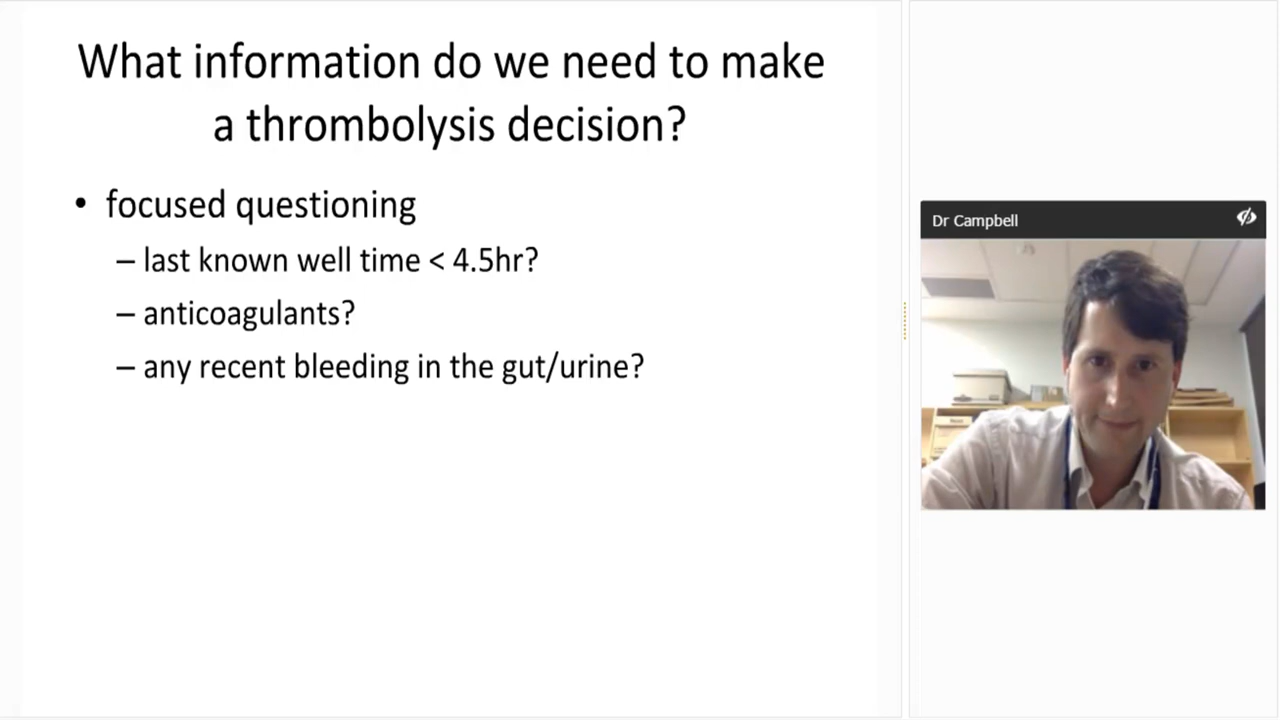 What information do we need to make
a thrombolysis decision?
• focused questioning
– last known well time < 4.5hr?
– anticoagulants?
– any recent bleeding in the gut/urine?
Dr Campbell